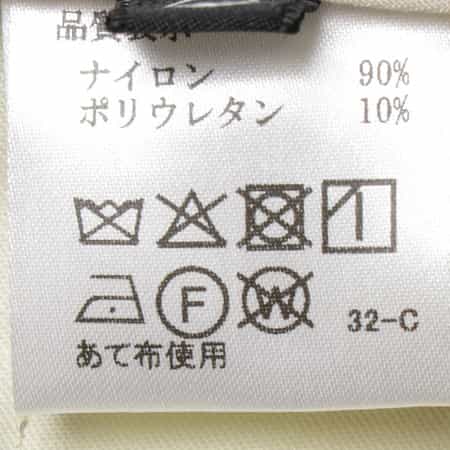 品質表示
ナイロン 90%
ポリウレタン 10%
F W 32-C
あて布使用